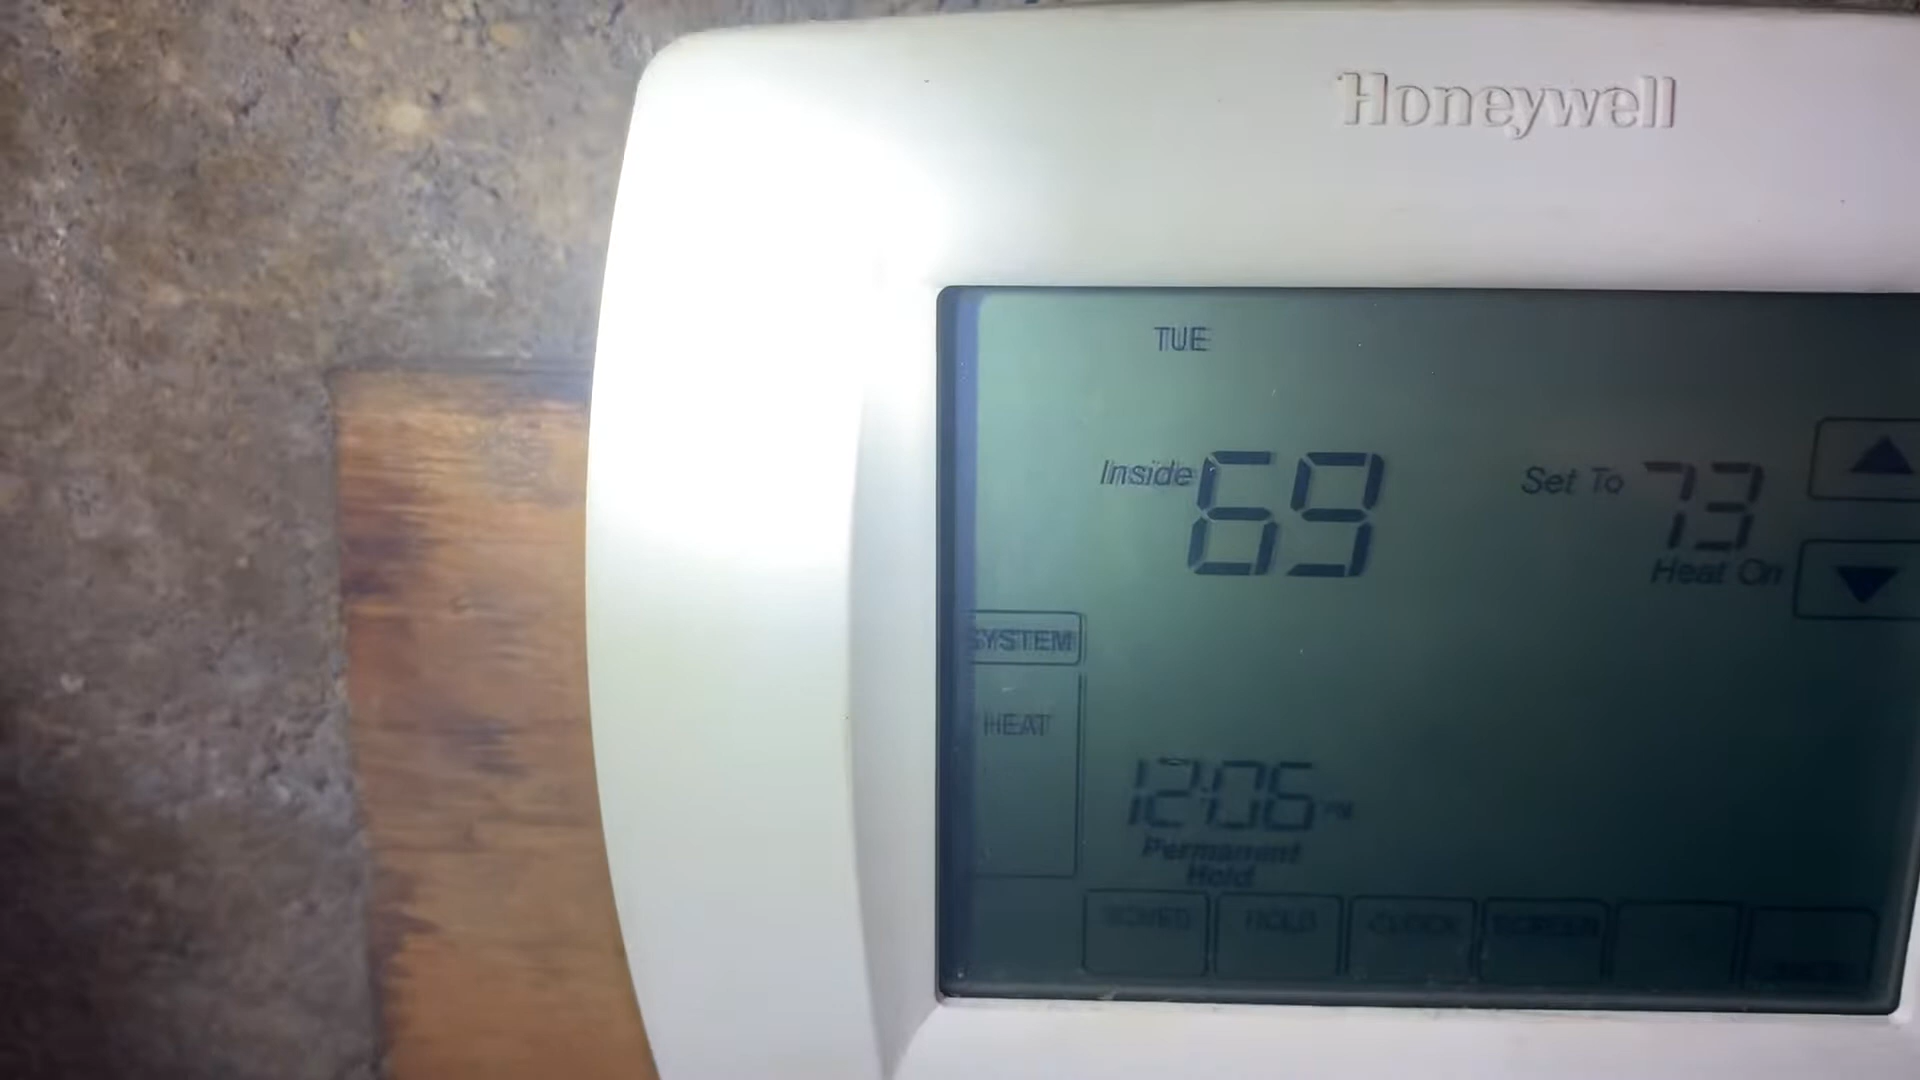 Honeywell
TUE
Inside 69
Set To 73
Heat On
SYSTEM
HEAT
12:06 PM
Permanent
Hold
SCHED HOLD CLOCK SCREEN